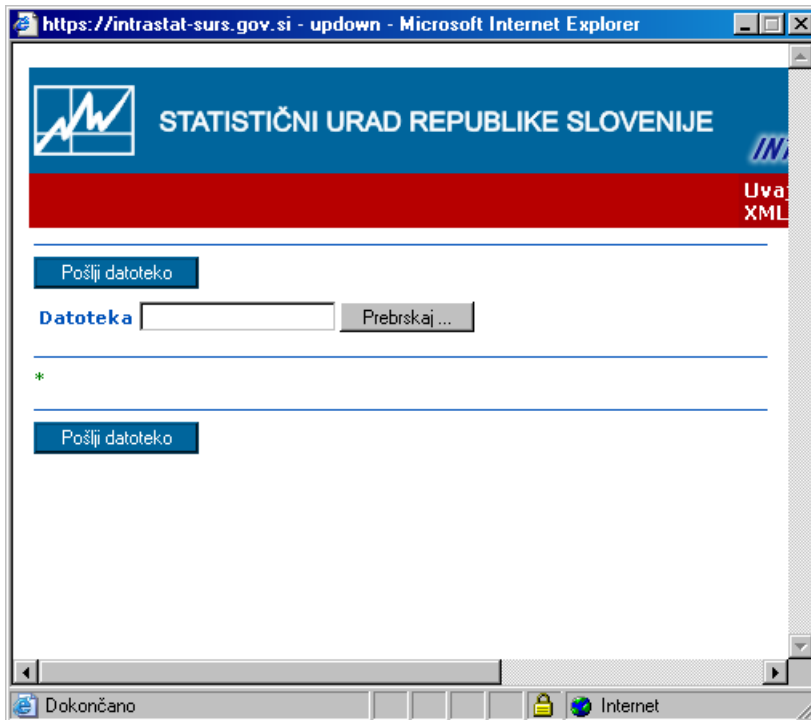 https://intrastat-surs.gov.si - updown - Microsoft Internet Explorer
STATISTIČNI URAD REPUBLIKE SLOVENIJE
XML
Pošlji datoteko
Datoteka Prebrskaj ...
*
Pošlji datoteko
Dokončano Internet